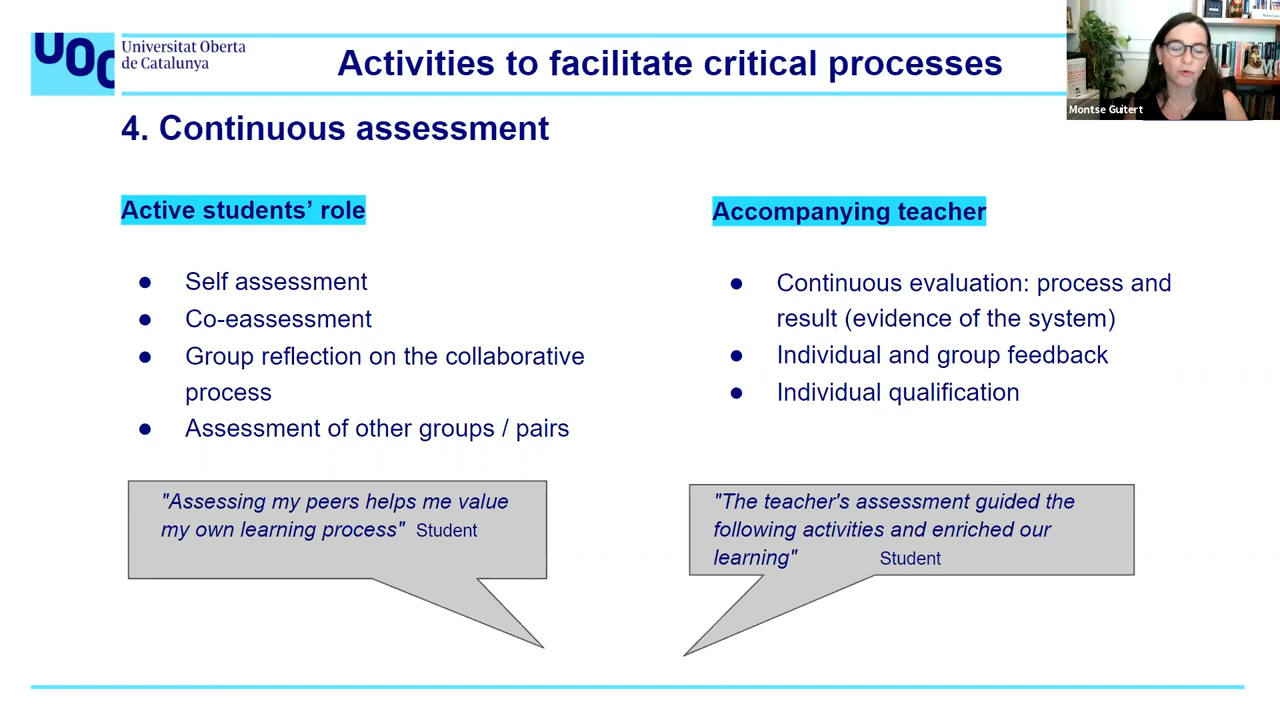 UOC
Universitat Oberta
de Catalunya
Activities to facilitate critical processes
Montse Guitert
4. Continuous assessment
Active students’ role
● Self assessment
● Co-eassessment
● Group reflection on the collaborative
process
● Assessment of other groups / pairs
"Assessing my peers helps me value
my own learning process" Student
Accompanying teacher
● Continuous evaluation: process and
result (evidence of the system)
● Individual and group feedback
● Individual qualification
"The teacher's assessment guided the
following activities and enriched our
learning" Student